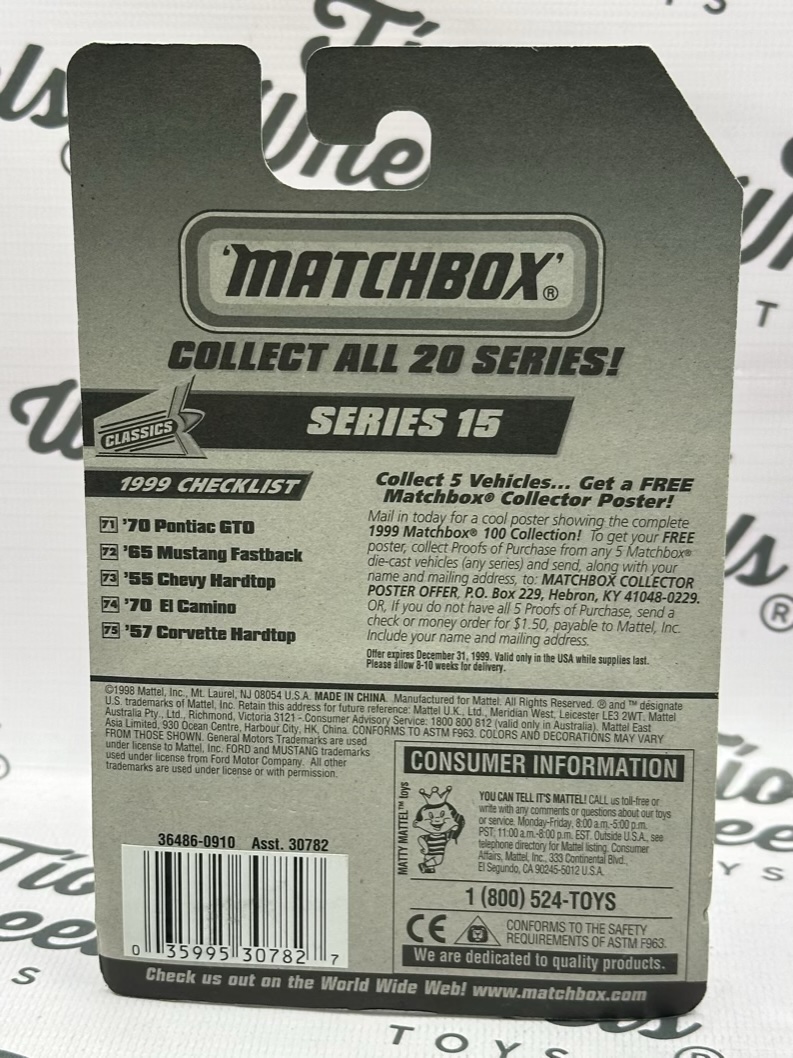 'MATCHBOX'®
COLLECT ALL 20 SERIES!
CLASSICS
SERIES 15
1999 CHECKLIST
71 '70 Pontiac GTO
72 '65 Mustang Fastback
73 '55 Chevy Hardtop
74 '70 El Camino
75 '57 Corvette Hardtop
Collect 5 Vehicles... Get a FREE
Matchbox® Collector Poster!
Mail in today for a cool poster showing the complete
1999 Matchbox® 100 Collection! To get your FREE
poster, collect Proofs of Purchase from any 5 Matchbox®
die-cast vehicles (any series) and send, along with your
name and mailing address, to: MATCHBOX COLLECTOR
POSTER OFFER, P.O. Box 229, Hebron, KY 41048-0229.
OR, If you do not have all 5 Proofs of Purchase, send a
check or money order for $1.50, payable to Mattel, Inc.
Include your name and mailing address.
Offer expires December 31, 1999. Valid only in the USA while supplies last.
Please allow 8-10 weeks for delivery.
©1998 Mattel, Inc., Mt. Laurel, NJ 08054 U.S.A. MADE IN CHINA. Manufactured for Mattel. All Rights Reserved. ® and ™ designate
U.S. trademarks of Mattel, Inc. Retain this address for future reference: Mattel U.K., Ltd., Meridian West, Leicester LE3 2WT. Mattel
Australia Pty., Ltd., Richmond, Victoria 3121 - Consumer Advisory Service: 1800 800 812 (valid only in Australia). Mattel East
Asia Limited, 930 Ocean Centre, Harbour City, HK, China. CONFORMS TO ASTM F963. COLORS AND DECORATIONS MAY VARY
FROM THOSE SHOWN. General Motors Trademarks are used
under license to Mattel, Inc. FORD and MUSTANG trademarks
used under license from Ford Motor Company. All other
trademarks are used under license or with permission.
CONSUMER INFORMATION
MATTY MATTEL™ toys
YOU CAN TELL IT'S MATTEL! CALL us toll-free or
write with any comments or questions about our toys
or service. Monday-Friday, 8:00 a.m.-5:00 p.m.
PST; 11:00 a.m.-8:00 p.m. EST. Outside U.S.A., see
telephone directory for Mattel listing. Consumer
Affairs, Mattel, Inc., 333 Continental Blvd.,
El Segundo, CA 90245-5012 U.S.A.
1 (800) 524-TOYS
CE
CONFORMS TO THE SAFETY
REQUIREMENTS OF ASTM F963.
We are dedicated to quality products.
36486-0910 Asst. 30782
0 35995 30782 7
Check us out on the World Wide Web! www.matchbox.com
TOYS